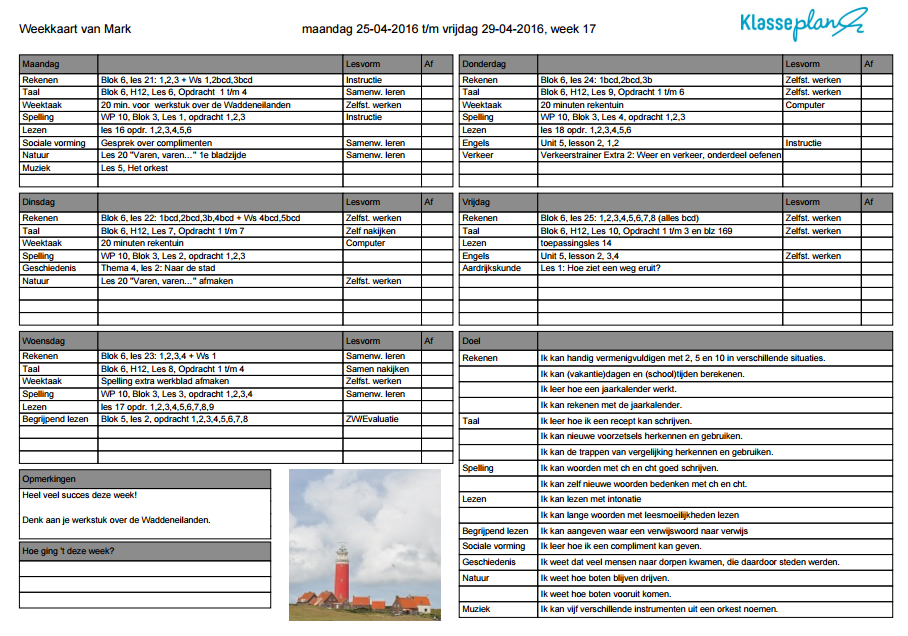 Weekkaart van Mark
maandag 25-04-2016 t/m vrijdag 29-04-2016, week 17
Klasseplan
Maandag Lesvorm Af
Rekenen Blok 6, les 21: 1,2,3 + Ws 1,2bcd,3bcd Instructie
Taal Blok 6, H12, Les 6, Opdracht 1 t/m 4 Samenw. leren
Weektaak 20 min. voor werkstuk over de Waddeneilanden Zelfst. werken
Spelling WP 10, Blok 3, Les 1, opdracht 1,2,3 Instructie
Lezen les 16 opdr. 1,2,3,4,5,6
Sociale vorming Gesprek over complimenten Samenw. leren
Natuur Les 20 "Varen, varen..." 1e bladzijde Samenw. leren
Muziek Les 5, Het orkest
Dinsdag Lesvorm Af
Rekenen Blok 6, les 22: 1bcd,2bcd,3b,4bcd + Ws 4bcd,5bcd Zelfst. werken
Taal Blok 6, H12, Les 7, Opdracht 1 t/m 7 Zelf nakijken
Weektaak 20 minuten rekentuin Computer
Spelling WP 10, Blok 3, Les 2, opdracht 1,2,3
Geschiedenis Thema 4, les 2: Naar de stad
Natuur Les 20 "Varen, varen..." afmaken Zelfst. werken
Woensdag Lesvorm Af
Rekenen Blok 6, les 23: 1,2,3,4 + Ws 1 Samenw. leren
Taal Blok 6, H12, Les 8, Opdracht 1 t/m 4 Samen nakijken
Weektaak Spelling extra werkblad afmaken Zelfst. werken
Spelling WP 10, Blok 3, Les 3, opdracht 1,2,3,4 Samenw. leren
Lezen les 17 opdr. 1,2,3,4,5,6,7,8,9
Begrijpend lezen Blok 5, les 2, opdracht 1,2,3,4,5,6,7,8 ZW/Evaluatie
Opmerkingen
Heel veel succes deze week!
Denk aan je werkstuk over de Waddeneilanden.
Hoe ging 't deze week?
Donderdag Lesvorm Af
Rekenen Blok 6, les 24: 1bcd,2bcd,3b Zelfst. werken
Taal Blok 6, H12, Les 9, Opdracht 1 t/m 6 Zelfst. werken
Weektaak 20 minuten rekentuin Computer
Spelling WP 10, Blok 3, Les 4, opdracht 1,2,3
Lezen les 18 opdr. 1,2,3,4,5,6
Engels Unit 5, lesson 2, 1,2 Instructie
Verkeer Verkeerstrainer Extra 2: Weer en verkeer, onderdeel oefenen
Vrijdag Lesvorm Af
Rekenen Blok 6, les 25: 1,2,3,4,5,6,7,8 (alles bcd) Zelfst. werken
Taal Blok 6, H12, Les 10, Opdracht 1 t/m 3 en blz 169 Zelfst. werken
Lezen toepassingsles 14
Engels Unit 5, lesson 2, 3,4 Zelfst. werken
Aardrijkskunde Les 1: Hoe ziet een weg eruit?
Doel
Rekenen Ik kan handig vermenigvuldigen met 2, 5 en 10 in verschillende situaties.
Ik kan (vakantie)dagen en (school)tijden berekenen.
Ik leer hoe een jaarkalender werkt.
Ik kan rekenen met de jaarkalender.
Taal Ik leer hoe ik een recept kan schrijven.
Ik kan nieuwe voorzetsels herkennen en gebruiken.
Ik kan de trappen van vergelijking herkennen en gebruiken.
Spelling Ik kan woorden met ch en cht goed schrijven.
Ik kan zelf nieuwe woorden bedenken met ch en cht.
Lezen Ik kan lezen met intonatie
Ik kan lange woorden met leesmoeilijkheden lezen
Begrijpend lezen Ik kan aangeven waar een verwijswoord naar verwijs
Sociale vorming Ik leer hoe ik een compliment kan geven.
Geschiedenis Ik weet dat veel mensen naar dorpen kwamen, die daardoor steden werden.
Natuur Ik weet hoe boten blijven drijven.
Ik weet hoe boten vooruit komen.
Muziek Ik kan vijf verschillende instrumenten uit een orkest noemen.